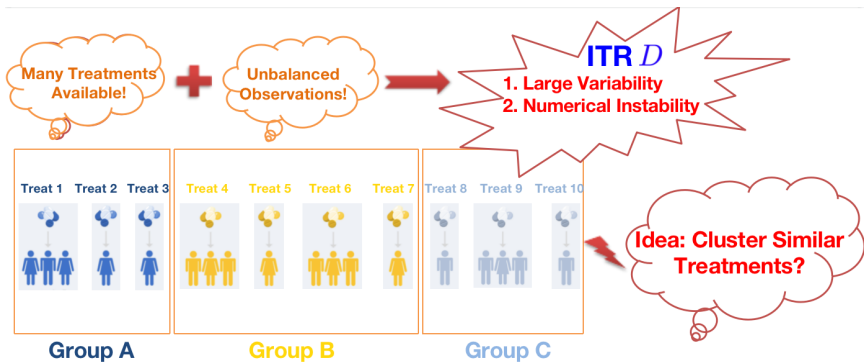 Many Treatments
Available!
Unbalanced
Observations!
ITR D
1. Large Variability
2. Numerical Instability
Treat 1 Treat 2 Treat 3 Treat 4 Treat 5 Treat 6 Treat 7 Treat 8 Treat 9 Treat 10
Idea: Cluster Similar
Treatments?
Group A Group B Group C